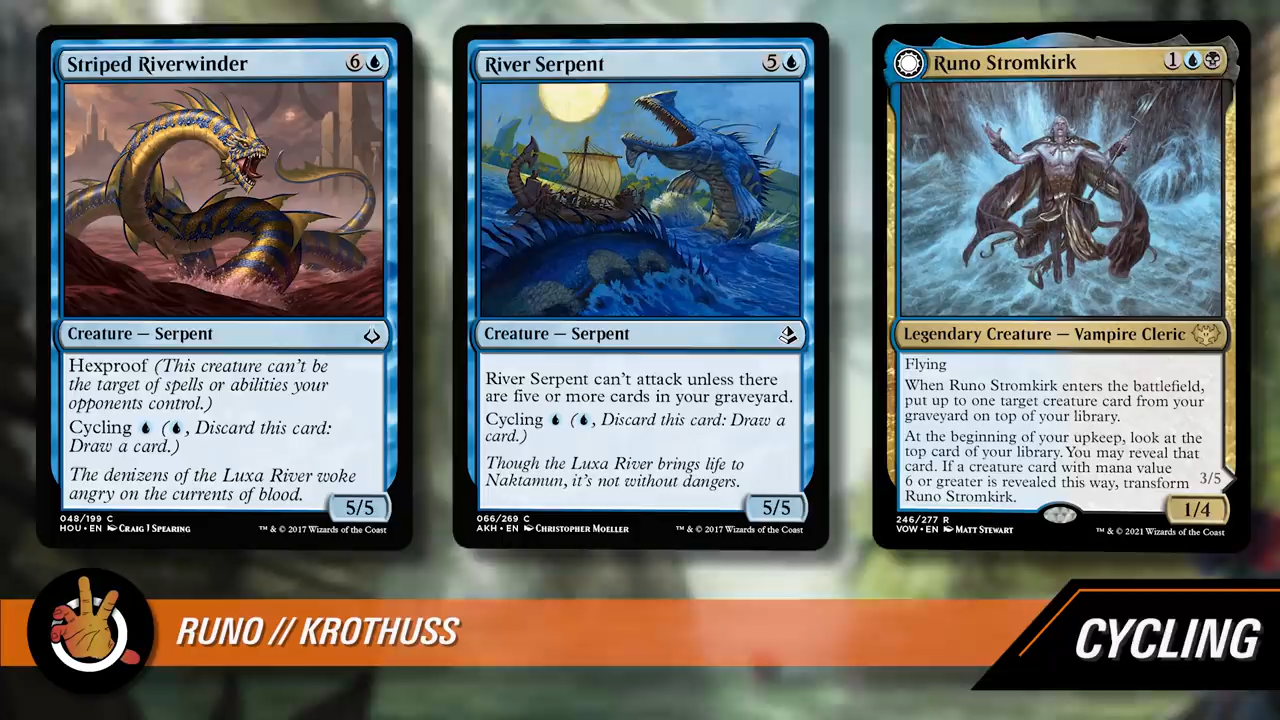 Striped Riverwinder 6
Creature — Serpent
Hexproof (This creature can't be
the target of spells or abilities your
opponents control.)
Cycling (, Discard this card:
Draw a card.)
The denizens of the Luxa River woke
angry on the currents of blood.
5/5
048/199 C
HOU • EN Craig J Spearing
™ & © 2017 Wizards of the Coast
River Serpent 5
Creature — Serpent
River Serpent can't attack unless there
are five or more cards in your graveyard.
Cycling (, Discard this card: Draw a
card.)
Though the Luxa River brings life to
Naktamun, it's not without dangers.
5/5
066/269 C
AKH • EN Christopher Moeller
™ & © 2017 Wizards of the Coast
Runo Stromkirk 1
Legendary Creature — Vampire Cleric
Flying
When Runo Stromkirk enters the battlefield,
put up to one target creature card from your
graveyard on top of your library.
At the beginning of your upkeep, look at the
top card of your library. You may reveal that
card. If a creature card with mana value
6 or greater is revealed this way, transform
Runo Stromkirk.
3/5
1/4
246/277 R
VOW • EN Matt Stewart
™ & © 2021 Wizards of the Coast
RUNO // KROTHUSS
CYCLING